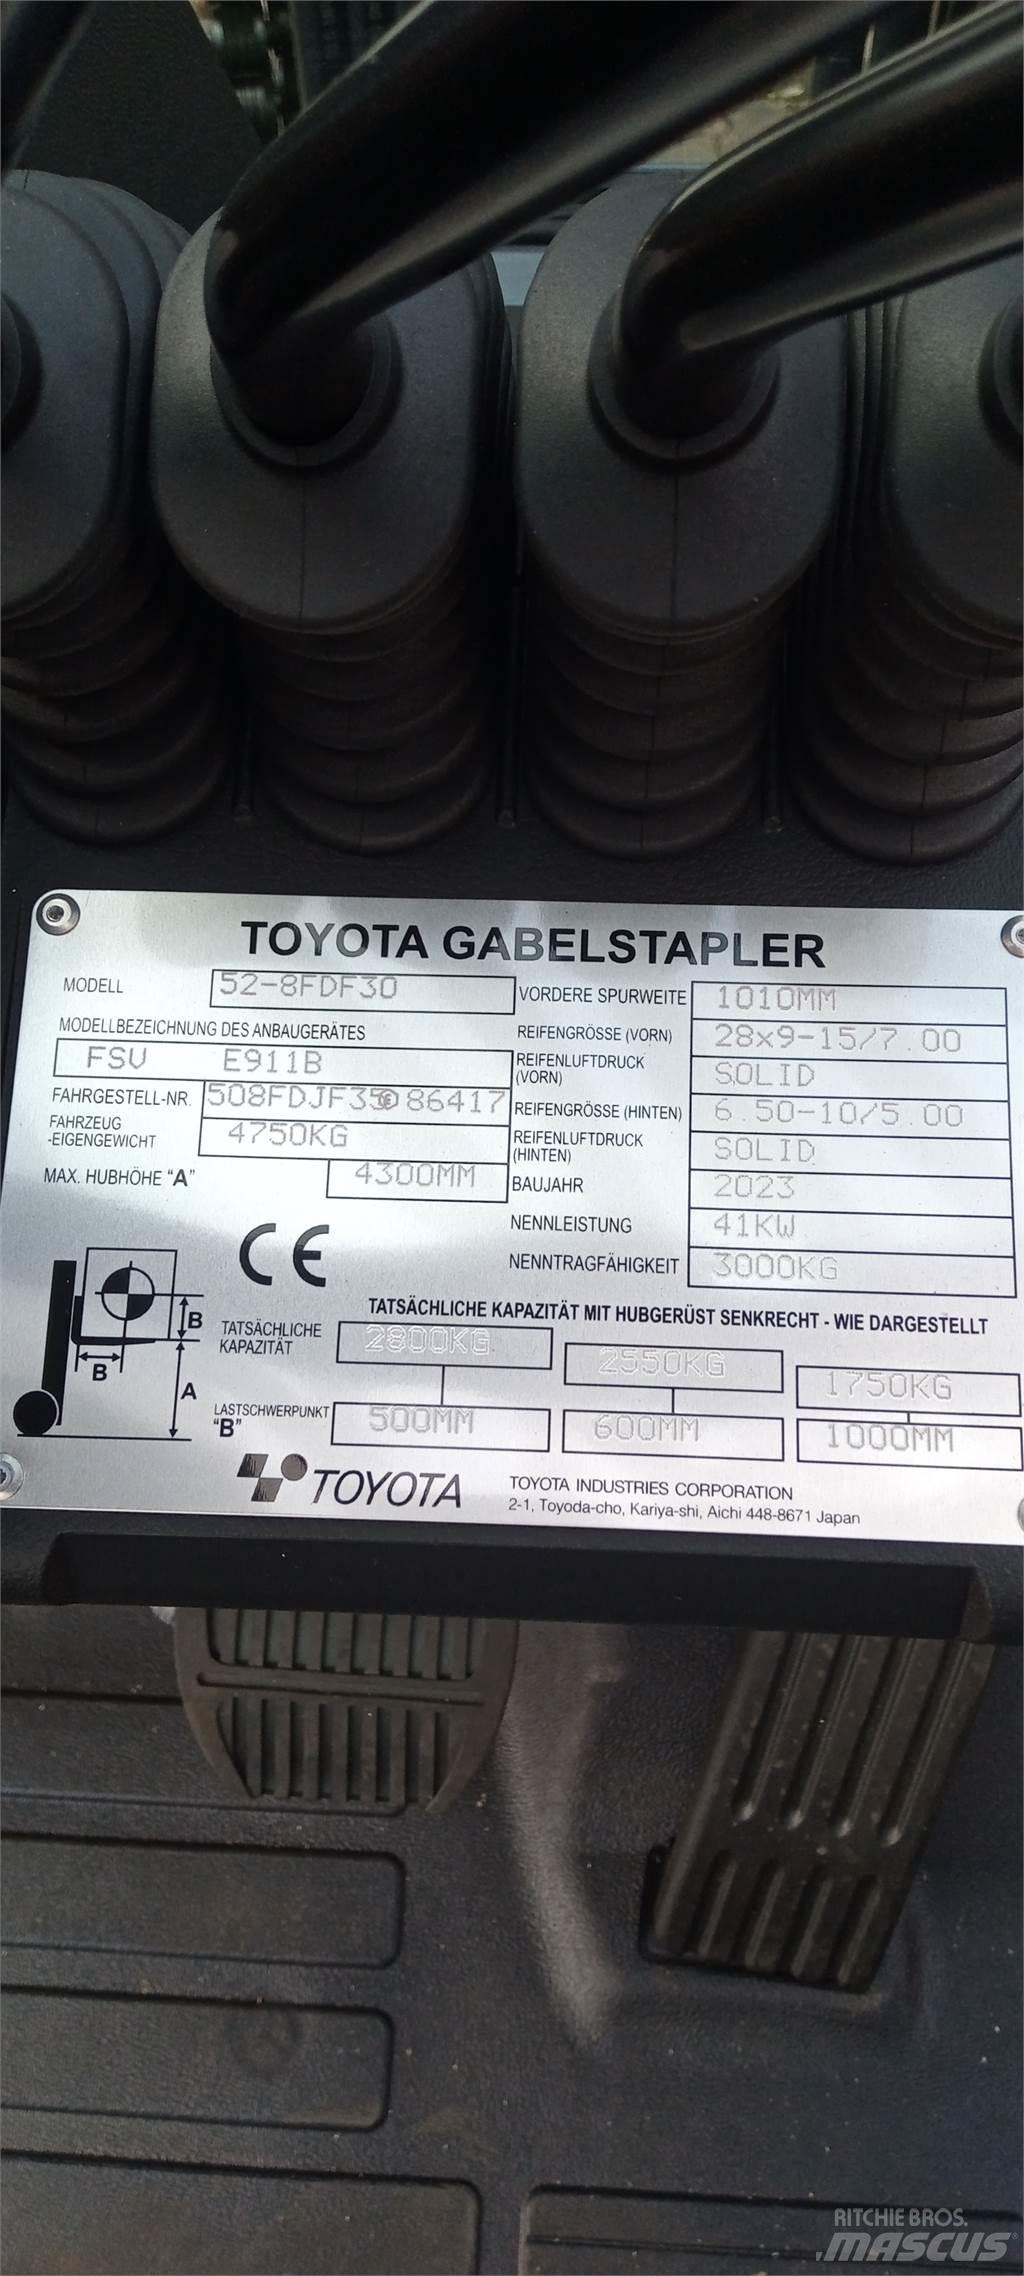 TOYOTA GABELSTAPLER
MODELL 52-8FDF30
MODELLBEZEICHNUNG DES ANBAUGERÄTES
FSV E911B
FAHRGESTELL-NR. 508FDJF35 86417
FAHRZEUG
-EIGENGEWICHT 4750KG
MAX. HUBHÖHE "A" 4300MM
VORDERE SPURWEITE 1010MM
REIFENGRÖSSE (VORN) 28x9-15/7.00
REIFENLUFTDRUCK
(VORN) SOLID
REIFENGRÖSSE (HINTEN) 6.50-10/5.00
REIFENLUFTDRUCK
(HINTEN) SOLID
BAUJAHR 2023
NENNLEISTUNG 41KW
NENNTRAGFÄHIGKEIT 3000KG
CE
TATSÄCHLICHE KAPAZITÄT MIT HUBGERÜST SENKRECHT - WIE DARGESTELLT
B
B
A
TATSÄCHLICHE
KAPAZITÄT 2800KG 2550KG 1750KG
LASTSCHWERPUNKT
"B" 500MM 600MM 1000MM
TOYOTA
TOYOTA INDUSTRIES CORPORATION
2-1, Toyoda-cho, Kariya-shi, Aichi 448-8671 Japan
RITCHIE BROS.
MASCUS